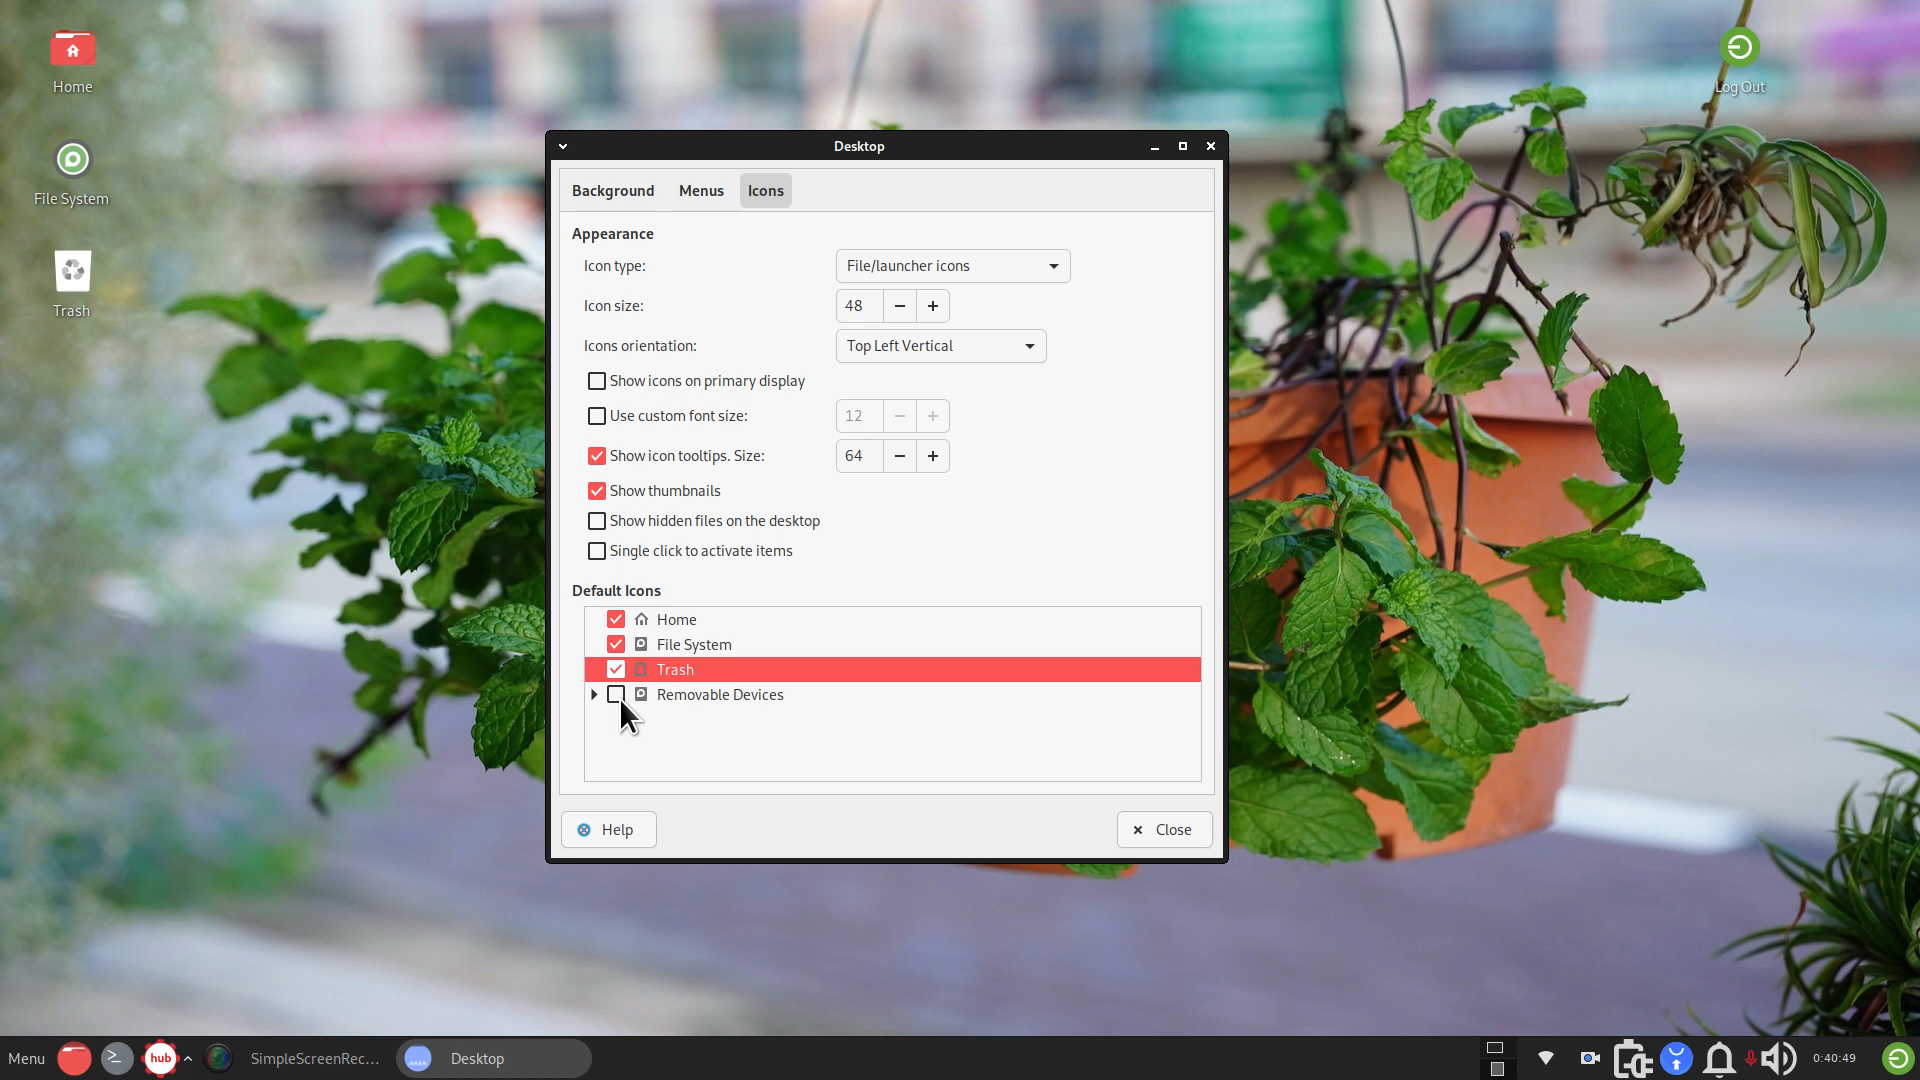 Home
File System
Trash
Log Out
Desktop
Background Menus Icons
Appearance
Icon type: File/launcher icons
Icon size: 48
Icons orientation: Top Left Vertical
Show icons on primary display
Use custom font size: 12
Show icon tooltips. Size: 64
Show thumbnails
Show hidden files on the desktop
Single click to activate items
Default Icons
Home
File System
Trash
Removable Devices
Help Close
Menu hub SimpleScreenRec... Desktop 0:40:49